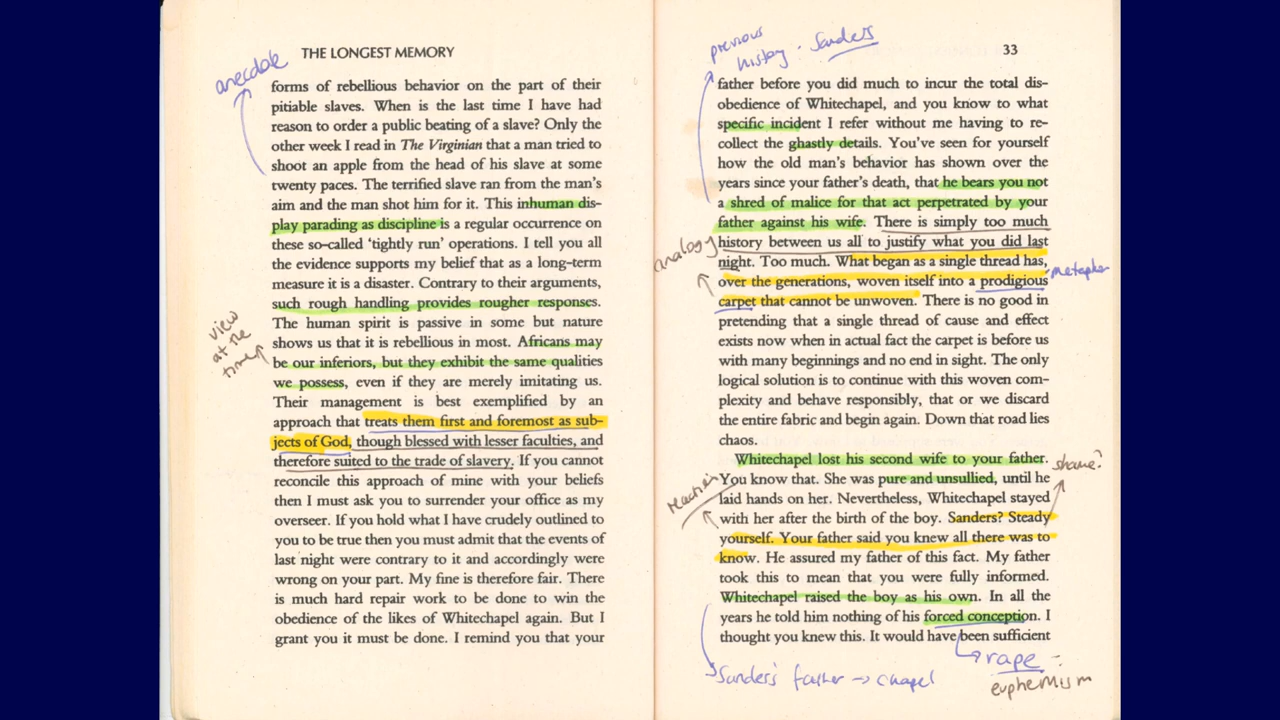 THE LONGEST MEMORY
anecdote
forms of rebellious behavior on the part of their
pitiable slaves. When is the last time I have had
reason to order a public beating of a slave? Only the
other week I read in The Virginian that a man tried to
shoot an apple from the head of his slave at some
twenty paces. The terrified slave ran from the man's
aim and the man shot him for it. This inhuman dis-
play parading as discipline is a regular occurrence on
these so-called 'tightly run' operations. I tell you all
the evidence supports my belief that as a long-term
measure it is a disaster. Contrary to their arguments,
such rough handling provides rougher responses.
The human spirit is passive in some but nature
shows us that it is rebellious in most. Africans may
be our inferiors, but they exhibit the same qualities
we possess, even if they are merely imitating us.
Their management is best exemplified by an
approach that treats them first and foremost as sub-
jects of God, though blessed with lesser faculties, and
therefore suited to the trade of slavery. If you cannot
reconcile this approach of mine with your beliefs
then I must ask you to surrender your office as my
overseer. If you hold what I have crudely outlined to
you to be true then you must admit that the events of
last night were contrary to it and accordingly were
wrong on your part. My fine is therefore fair. There
is much hard repair work to be done to win the
obedience of the likes of Whitechapel again. But I
grant you it must be done. I remind you that your
view
at the
time
previous
history - Sanders
33
father before you did much to incur the total dis-
obedience of Whitechapel, and you know to what
specific incident I refer without me having to re-
collect the ghastly details. You've seen for yourself
how the old man's behavior has shown over the
years since your father's death, that he bears you not
a shred of malice for that act perpetrated by your
father against his wife. There is simply too much
history between us all to justify what you did last
night. Too much. What began as a single thread has,
over the generations, woven itself into a prodigious
carpet that cannot be unwoven. There is no good in
pretending that a single thread of cause and effect
exists now when in actual fact the carpet is before us
with many beginnings and no end in sight. The only
logical solution is to continue with this woven com-
plexity and behave responsibly, that or we discard
the entire fabric and begin again. Down that road lies
chaos.
Whitechapel lost his second wife to your father.
You know that. She was pure and unsullied, until he
laid hands on her. Nevertheless, Whitechapel stayed
with her after the birth of the boy. Sanders? Steady
yourself. Your father said you knew all there was to
know. He assured my father of this fact. My father
took this to mean that you were fully informed.
Whitechapel raised the boy as his own. In all the
years he told him nothing of his forced conception. I
thought you knew this. It would have been sufficient
analogy
metaphor
reaction
shame?
Sanders' father → chapel
rape -
euphemism